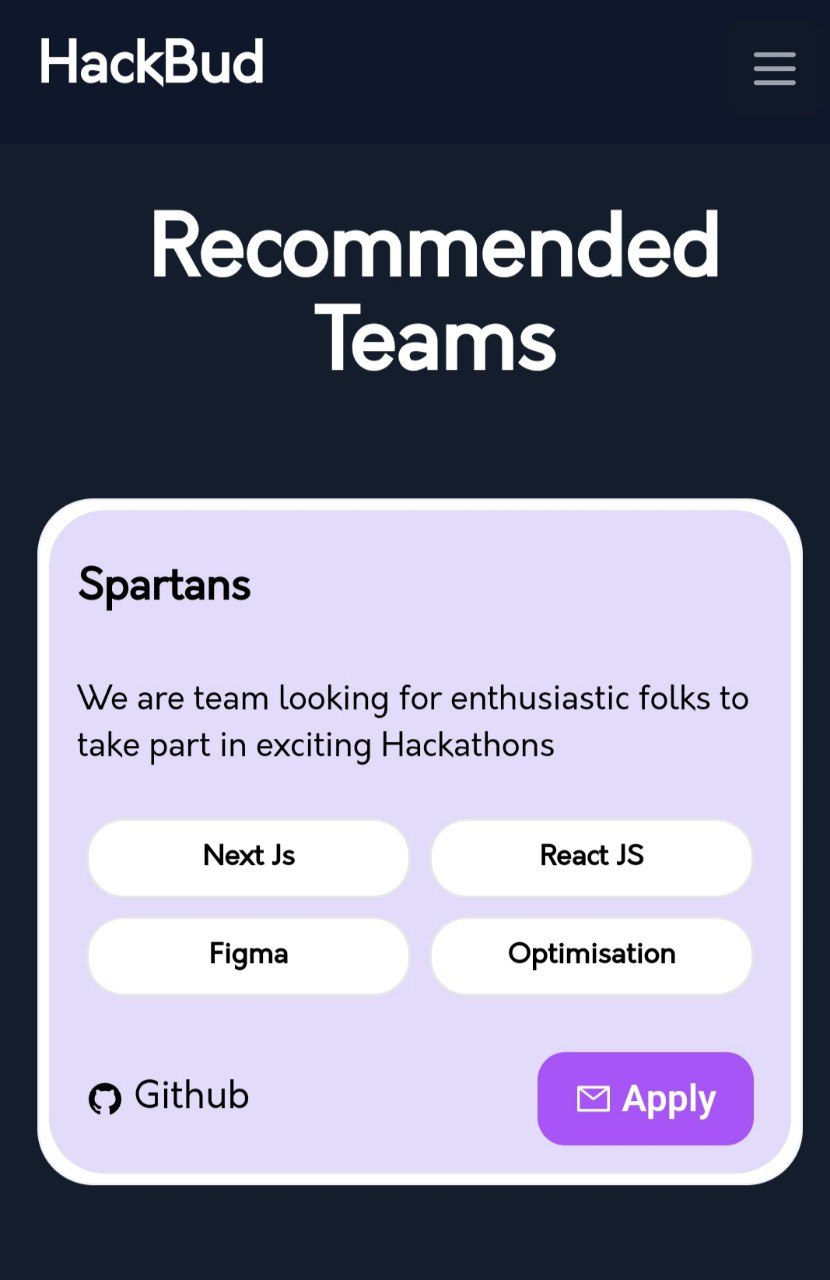 HackBud
Recommended
Teams
Spartans
We are team looking for enthusiastic folks to
take part in exciting Hackathons
Next Js
React JS
Figma
Optimisation
Github
Apply